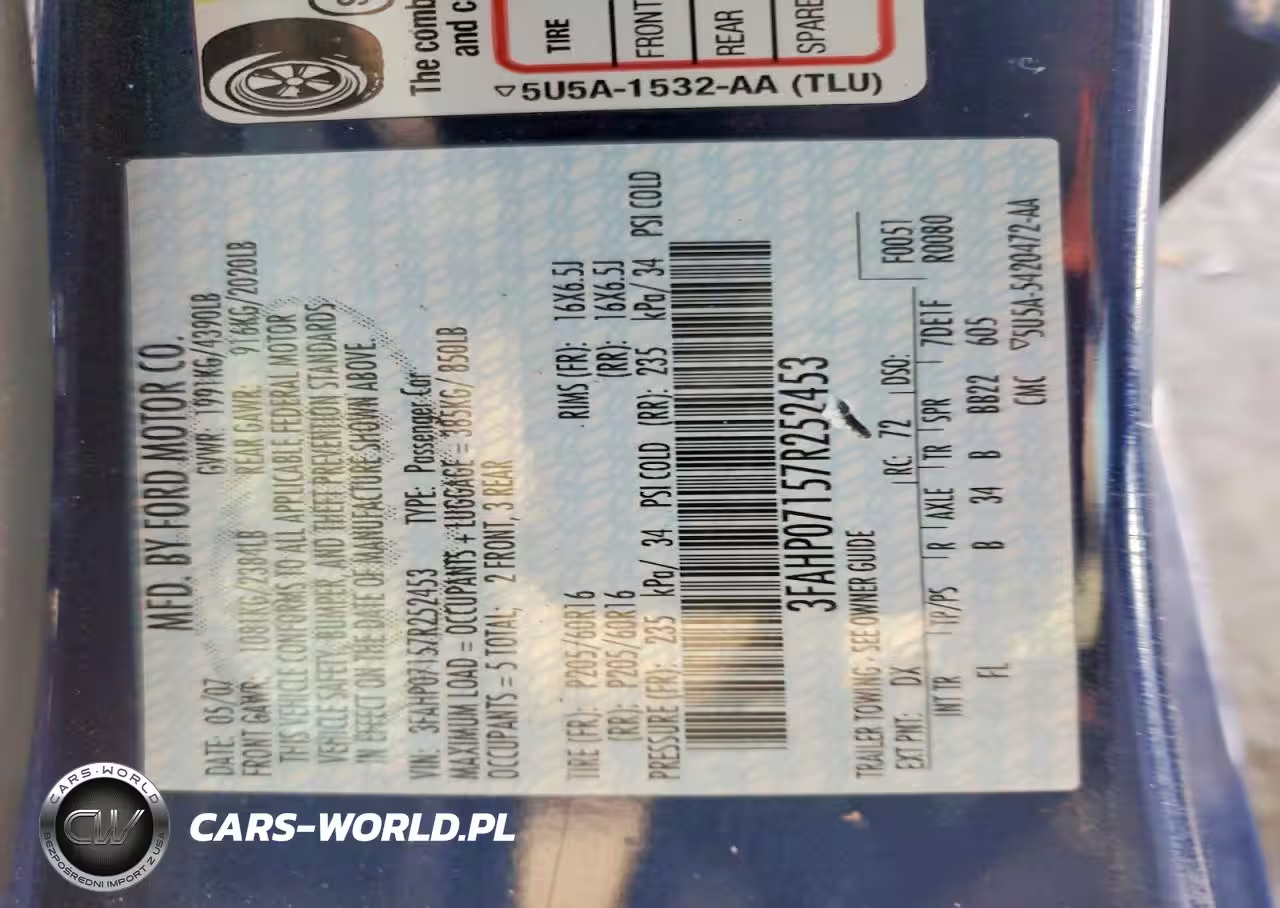 The comb
and c
TIRE
FRONT
REAR
SPARE
▽5U5A-1532-AA (TLU)
MFD. BY FORD MOTOR CO.
DATE: 05/07 GVWR: 1991KG/4390LB
FRONT GAWR: 1081KG/2384LB REAR GAWR: 916KG/2020LB
THIS VEHICLE CONFORMS TO ALL APPLICABLE FEDERAL MOTOR
VEHICLE SAFETY, BUMPER, AND THEFT PREVENTION STANDARDS
IN EFFECT ON THE DATE OF MANUFACTURE SHOWN ABOVE.
VIN: 3FAHP07157R252453 TYPE: Passenger Car
MAXIMUM LOAD = OCCUPANTS + LUGGAGE = 385KG/ 850LB
OCCUPANTS = 5 TOTAL; 2 FRONT, 3 REAR
TIRE (FR): P205/60R16 RIMS (FR): 16X6.5J
(RR): P205/60R16 (RR): 16X6.5J
PRESSURE (FR): 235 kPa/ 34 PSI COLD (RR): 235 kPa/ 34 PSI COLD
3FAHP07157R252453
TRAILER TOWING - SEE OWNER GUIDE
EXT PNT: DX RC: 72 DSO: F0051
R0080
INT TR TP/PS R AXLE TR SPR 7DE1F
FL B 34 B BB22 605
CMC ▽5U5A-5420472-AA
CARS-WORLD
CW
BEZPOŚREDNI IMPORT Z USA
CARS-WORLD.PL